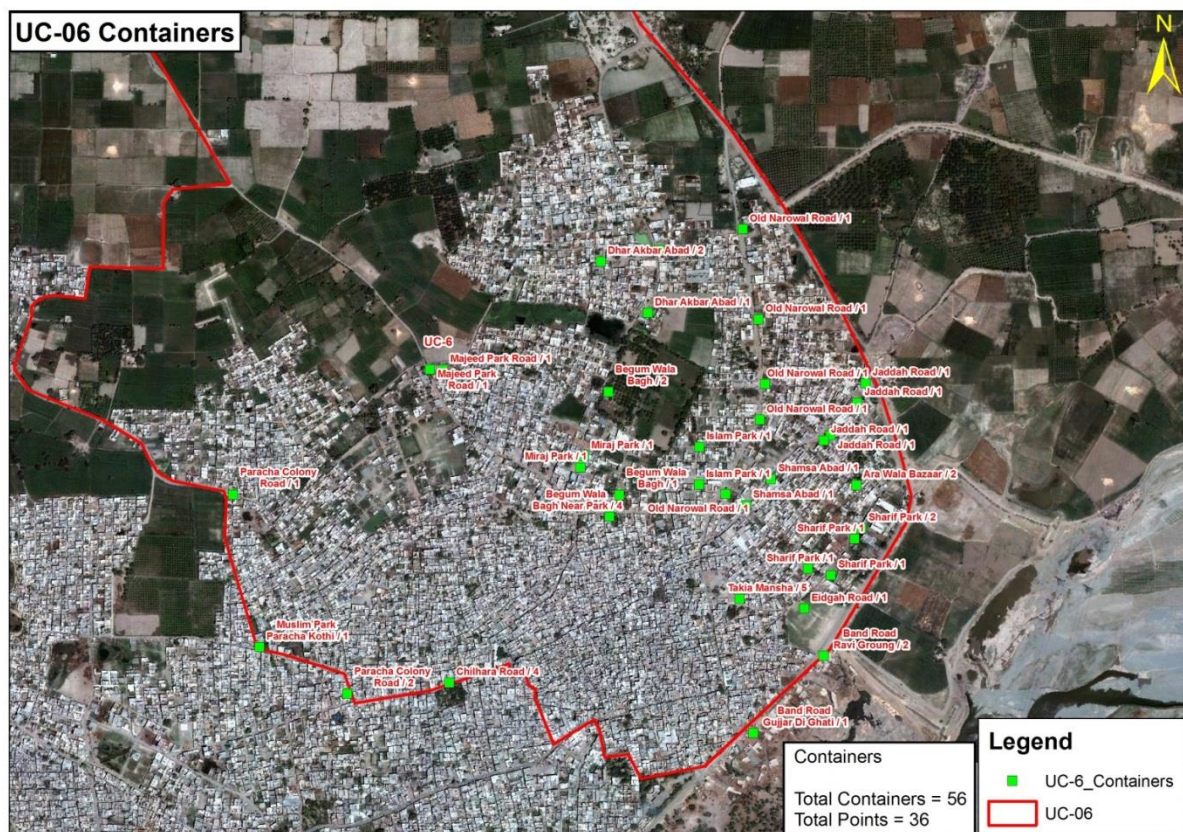 UC-06 Containers
N
Old Narowal Road / 1
Dhar Akbar Abad / 2
Dhar Akbar Abad / 1
Old Narowal Road / 1
UC-6
Majeed Park Road / 1
Majeed Park
Road / 1
Begum Wala
Bagh / 2
Old Narowal Road / 1
Jaddah Road / 1
Jaddah Road / 1
Old Narowal Road / 1
Jaddah Road / 1
Jaddah Road / 1
Islam Park / 1
Miraj Park / 1
Miraj Park / 1
Paracha Colony
Road / 1
Begum Wala
Bagh / 1
Islam Park / 1
Shamsa Abad / 1
Ara Wala Bazaar / 2
Begum Wala
Bagh Near Park / 4
Old Narowal Road / 1
Shamsa Abad / 1
Sharif Park / 2
Sharif Park / 1
Sharif Park / 1
Sharif Park / 1
Takia Mansha / 5
Eidgah Road / 1
Muslim Park
Paracha Kothi / 1
Band Road
Ravi Groung / 2
Paracha Colony
Road / 2
Chilhara Road / 4
Band Road
Gujjar Di Ghati / 1
Containers
Total Containers = 56
Total Points = 36
Legend
UC-6_Containers
UC-06